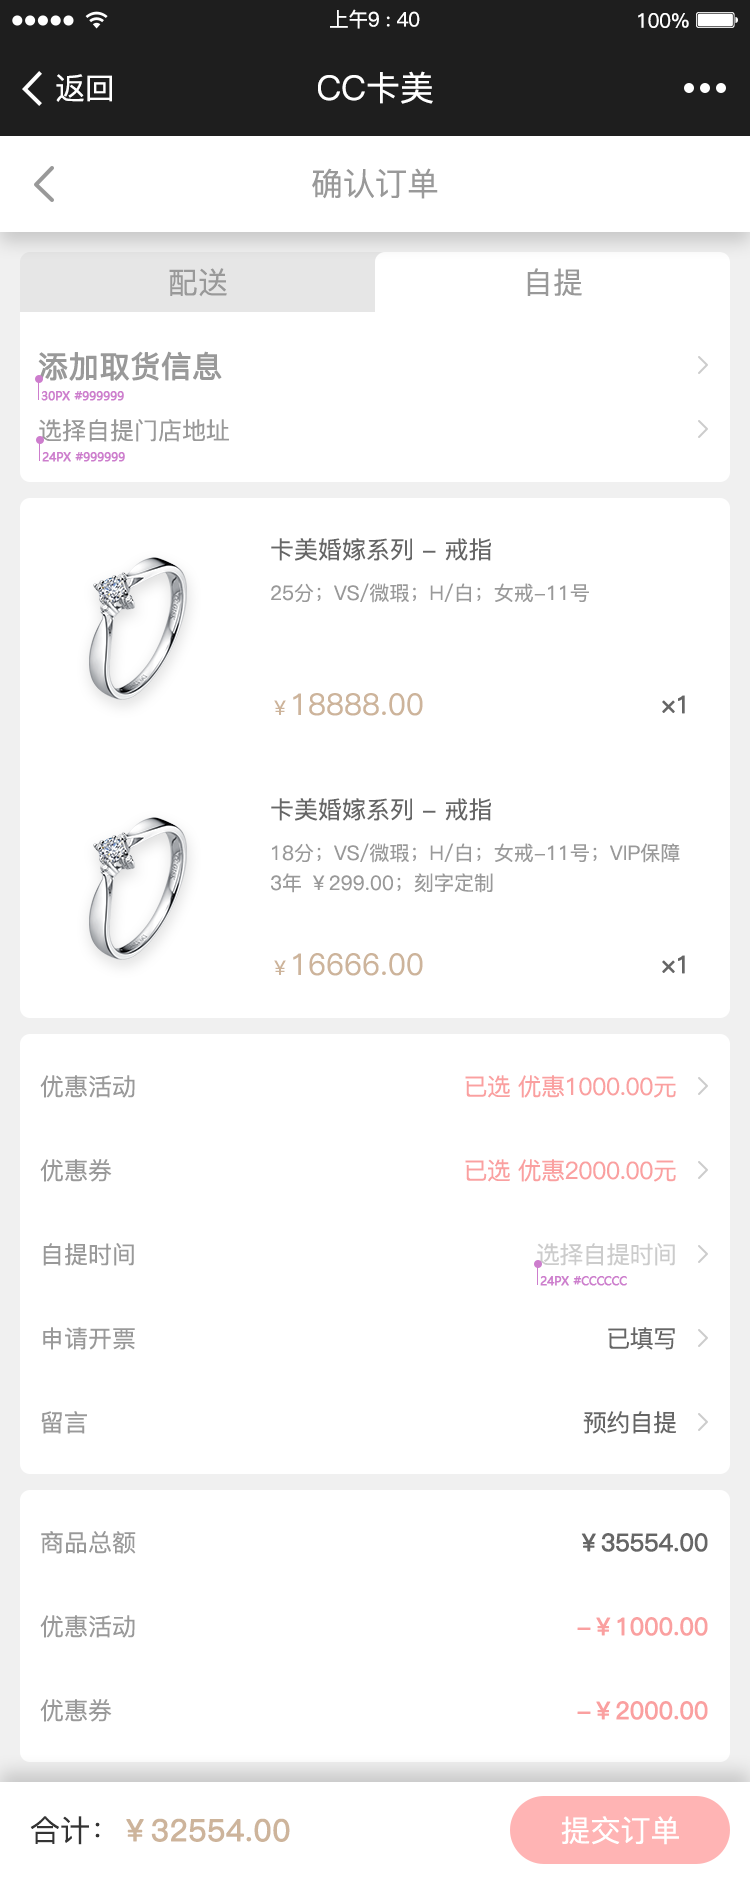 上午9 : 40
100%
返回
CC卡美
确认订单
配送
自提
添加取货信息
30PX #999999
选择自提门店地址
24PX #999999
卡美婚嫁系列 – 戒指
25分；VS/微瑕；H/白；女戒–11号
¥18888.00
×1
卡美婚嫁系列 – 戒指
18分；VS/微瑕；H/白；女戒–11号；VIP保障
3年 ¥299.00；刻字定制
¥16666.00
×1
优惠活动
已选 优惠1000.00元
优惠券
已选 优惠2000.00元
自提时间
选择自提时间
24PX #CCCCCC
申请开票
已填写
留言
预约自提
商品总额
¥35554.00
优惠活动
–¥1000.00
优惠券
–¥2000.00
合计：
¥32554.00
提交订单